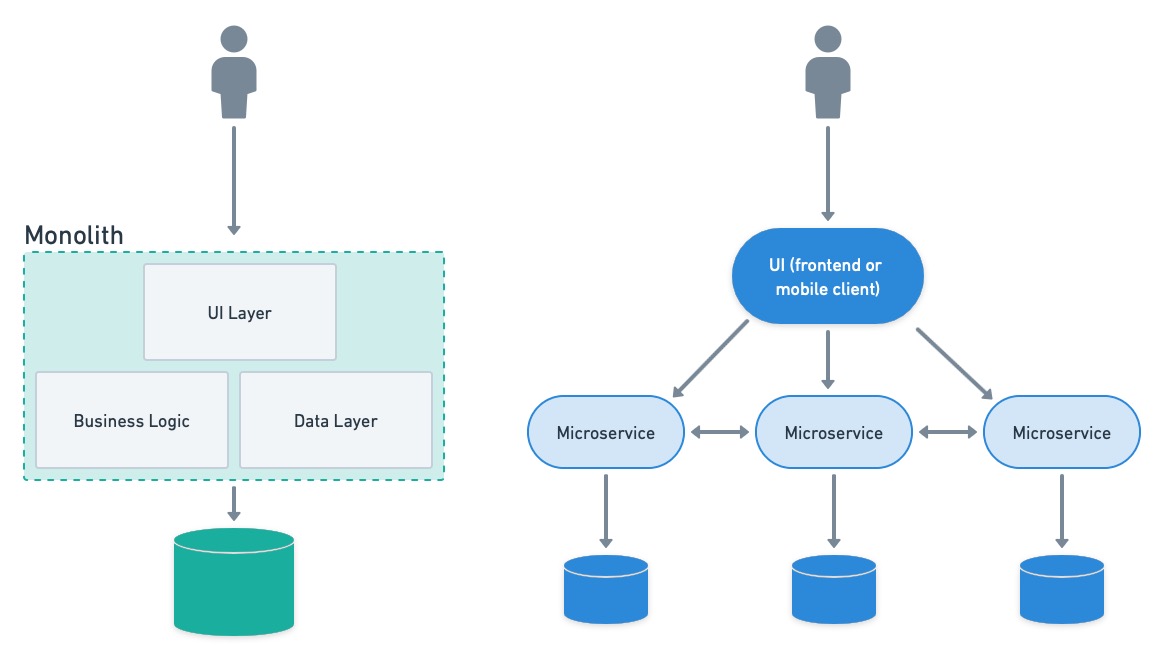 Monolith
UI Layer
Business Logic
Data Layer
UI (frontend or
mobile client)
Microservice
Microservice
Microservice